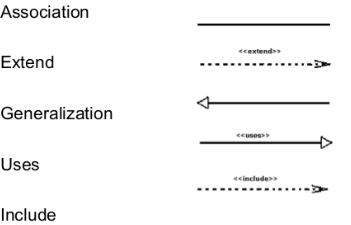 Association
<<extend>>
Extend
Generalization
<<uses>>
Uses
<<include>>
Include